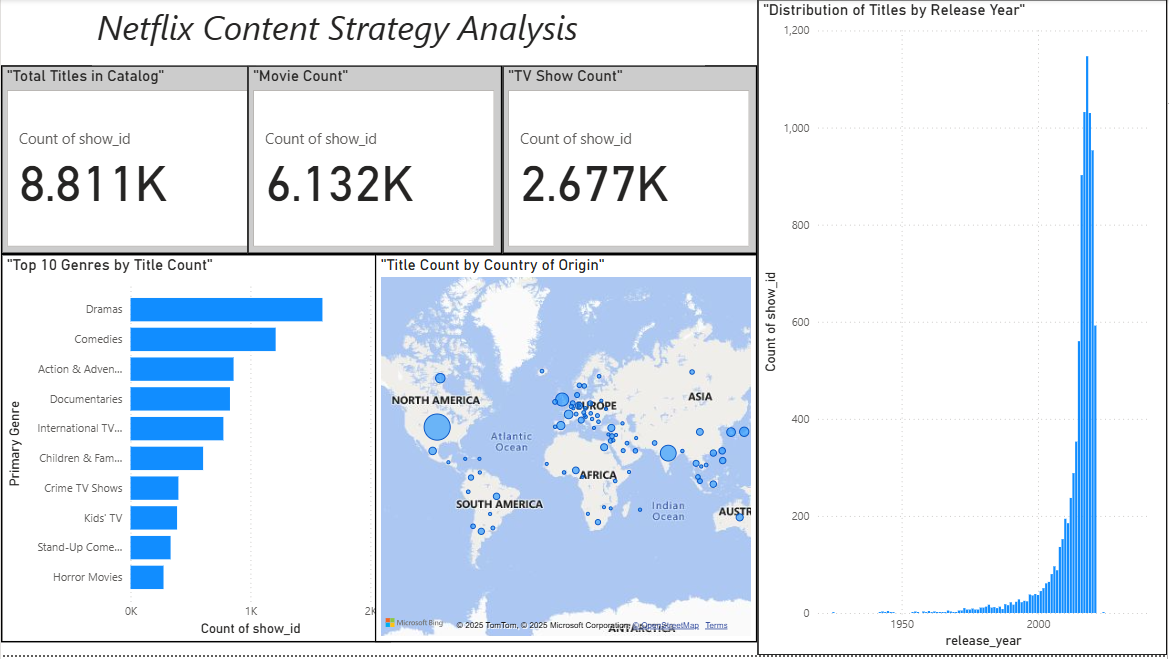 Netflix Content Strategy Analysis
"Total Titles in Catalog"
Count of show_id
8.811K
"Movie Count"
Count of show_id
6.132K
"TV Show Count"
Count of show_id
2.677K
"Top 10 Genres by Title Count"
Primary Genre
Dramas
Comedies
Action & Adven...
Documentaries
International TV...
Children & Fam...
Crime TV Shows
Kids' TV
Stand-Up Come...
Horror Movies
0K 1K 2K
Count of show_id
"Title Count by Country of Origin"
NORTH AMERICA
EUROPE
ASIA
Atlantic
Ocean
AFRICA
SOUTH AMERICA
Indian
Ocean
AUSTR
ANTARCTICA
Microsoft Bing
© 2025 TomTom, © 2025 Microsoft Corporation, © OpenStreetMap Terms
"Distribution of Titles by Release Year"
Count of show_id
1,200
1,000
800
600
400
200
0
1950 2000
release_year